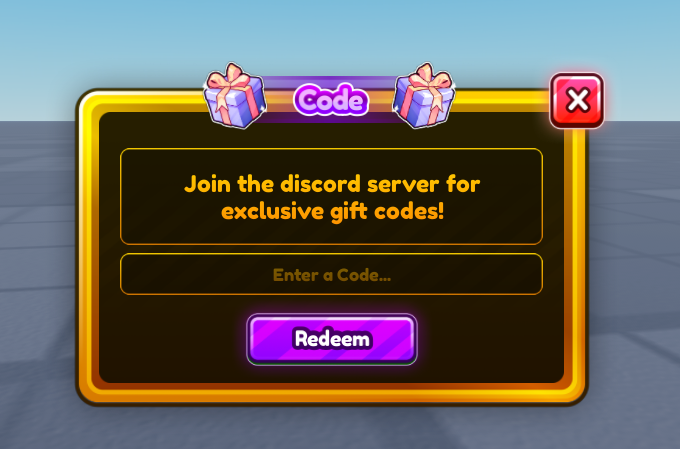 Code
Join the discord server for
exclusive gift codes!
Enter a Code...
Redeem